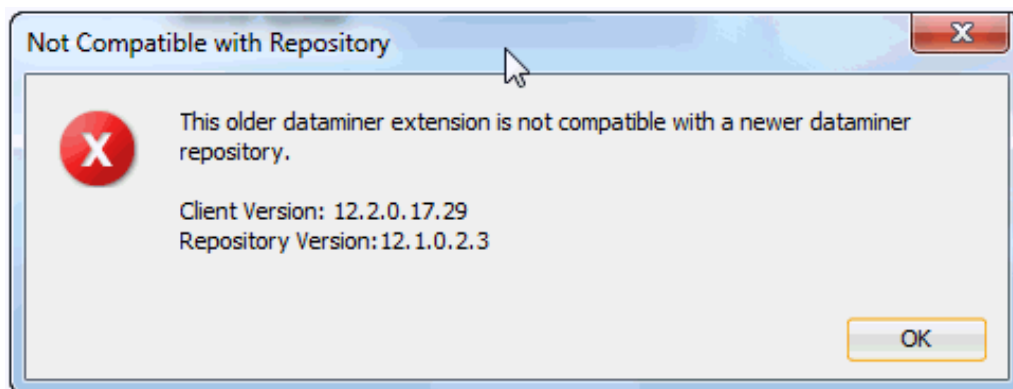 Not Compatible with Repository
This older dataminer extension is not compatible with a newer dataminer
repository.
Client Version: 12.2.0.17.29
Repository Version:12.1.0.2.3
OK